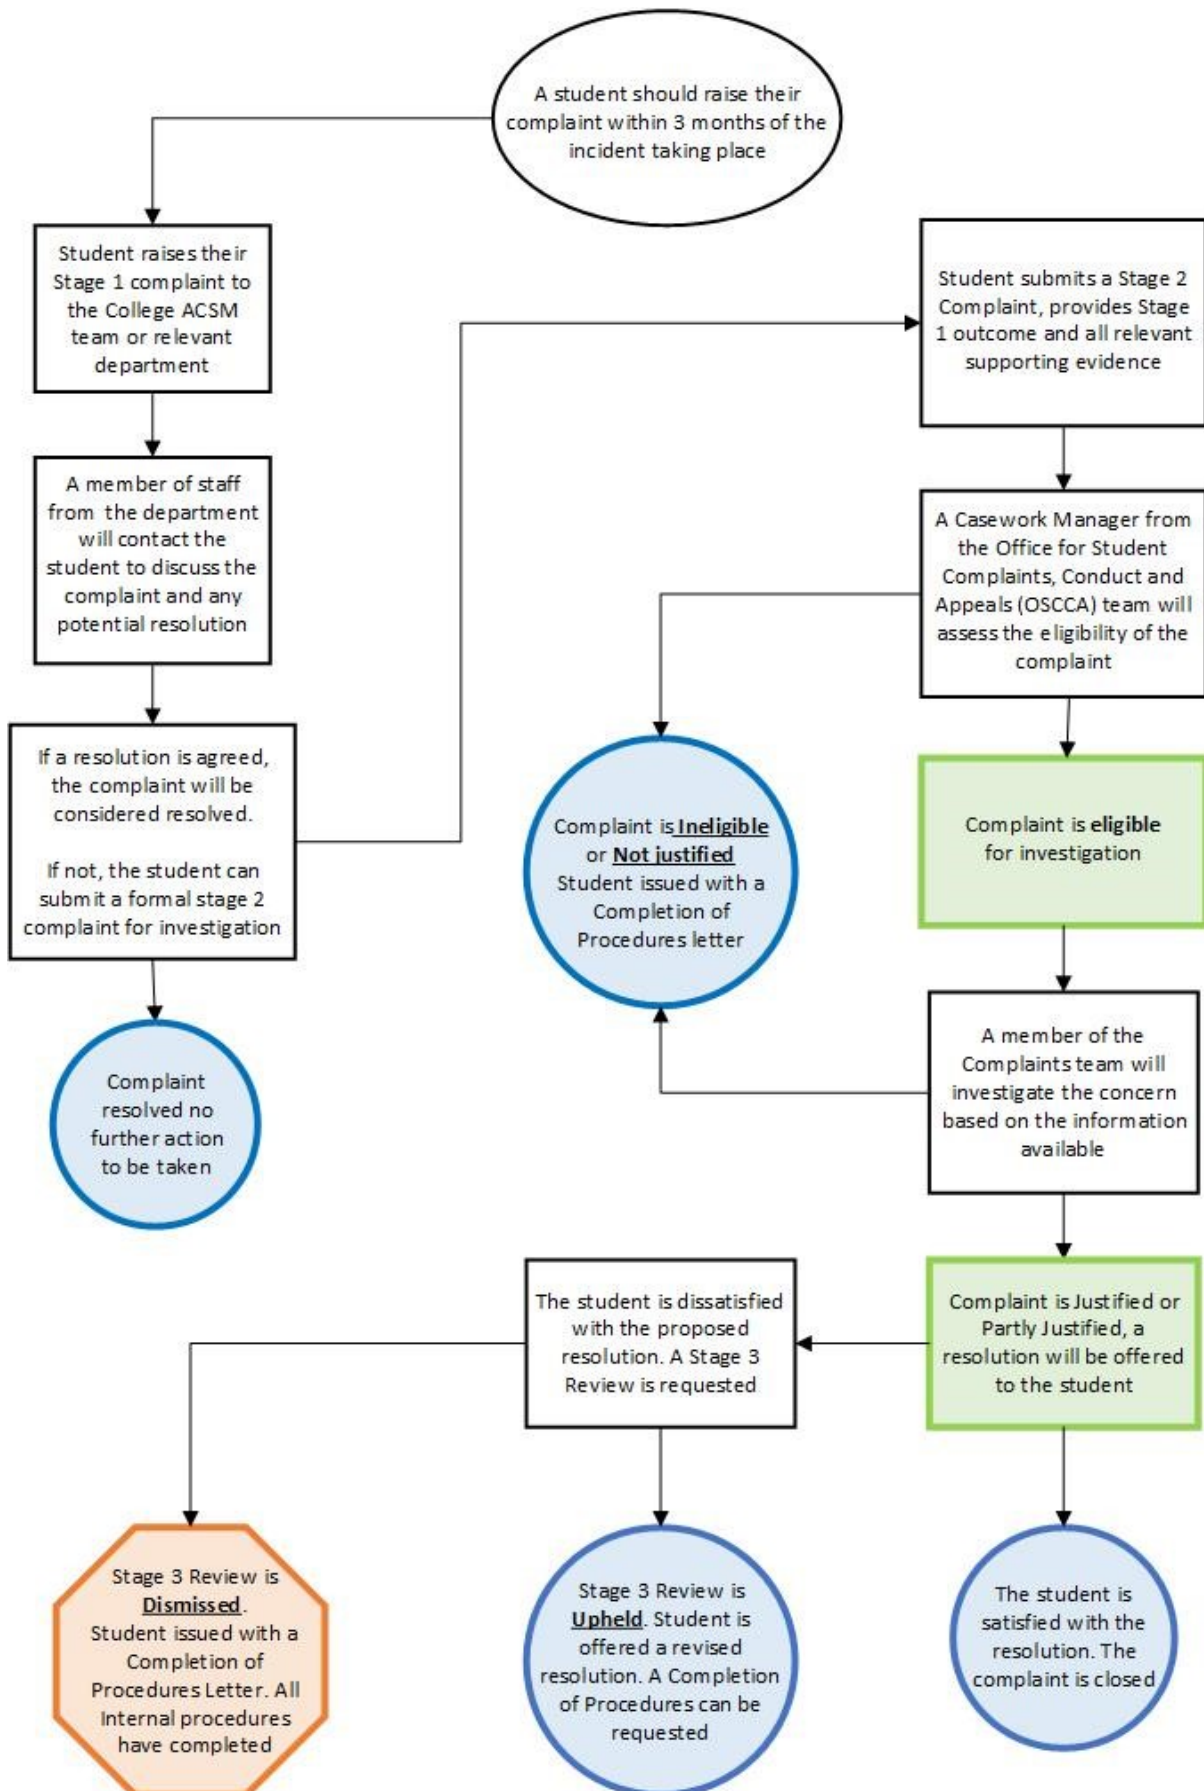 A student should raise their
complaint within 3 months of the
incident taking place
Student raises their
Stage 1 complaint to
the College ACSM
team or relevant
department
A member of staff
from the department
will contact the
student to discuss the
complaint and any
potential resolution
If a resolution is agreed,
the complaint will be
considered resolved.
If not, the student can
submit a formal stage 2
complaint for investigation
Complaint
resolved no
further action
to be taken
Student submits a Stage 2
Complaint, provides Stage
1 outcome and all relevant
supporting evidence
A Casework Manager from
the Office for Student
Complaints, Conduct and
Appeals (OSCCA) team will
assess the eligibility of the
complaint
Complaint is Ineligible
or Not justified
Student issued with a
Completion of
Procedures letter
Complaint is eligible
for investigation
A member of the
Complaints team will
investigate the concern
based on the information
available
Complaint is Justified or
Partly Justified, a
resolution will be offered
to the student
The student is dissatisfied
with the proposed
resolution. A Stage 3
Review is requested
Stage 3 Review is
Dismissed.
Student issued with a
Completion of
Procedures Letter. All
Internal procedures
have completed
Stage 3 Review is
Upheld. Student is
offered a revised
resolution. A Completion
of Procedures can be
requested
The student is
satisfied with the
resolution. The
complaint is closed